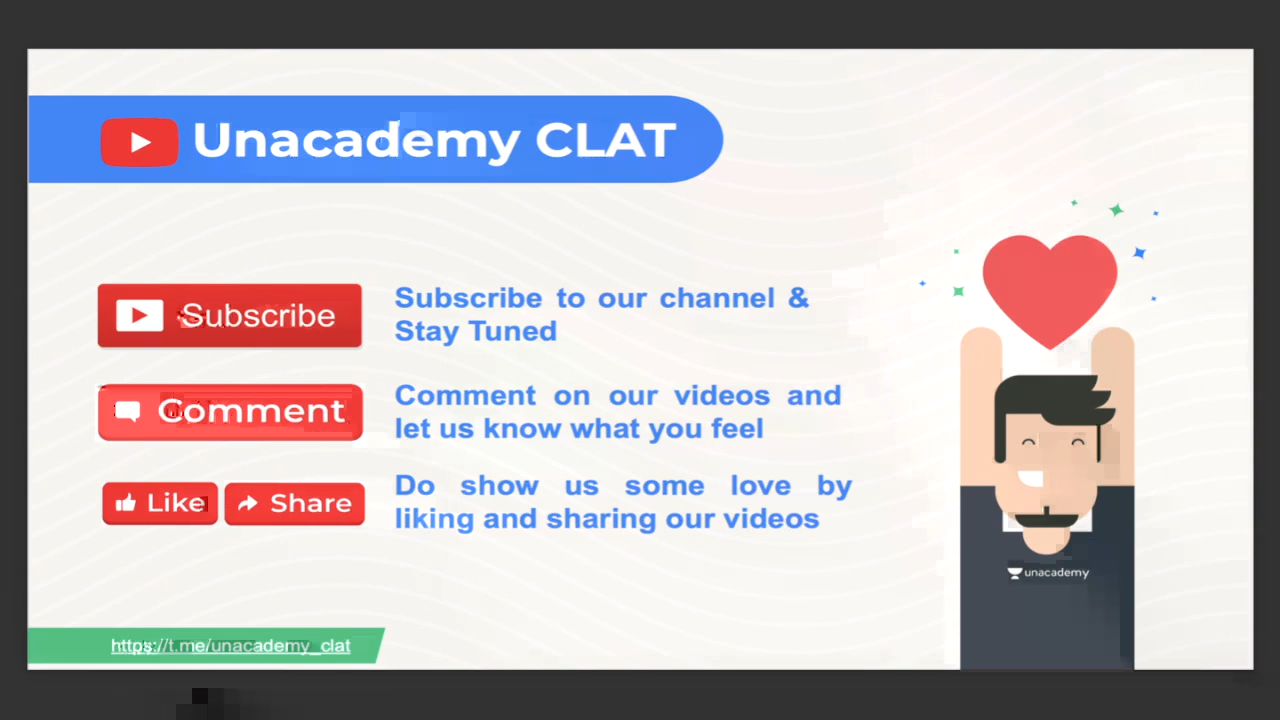 Unacademy CLAT
Subscribe
Subscribe to our channel &
Stay Tuned
Comment
Comment on our videos and
let us know what you feel
Like
Share
Do show us some love by
liking and sharing our videos
unacademy
https://t.me/unacademy_clat